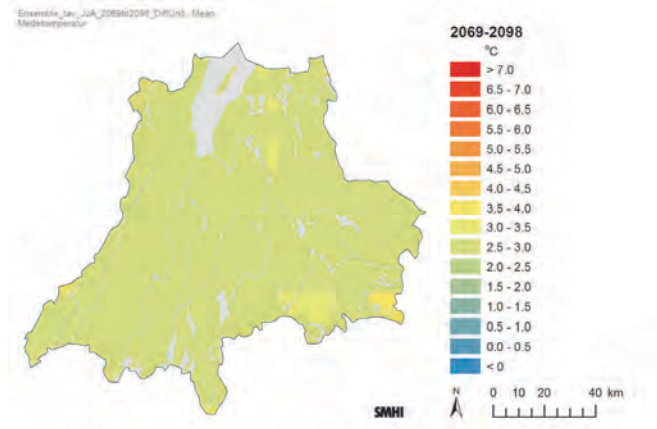 Ensemble_tav_JJA_2069to2098_DiffUnit - Mean
Medeltemperatur
2069-2098
°C
> 7.0
6.5 - 7.0
6.0 - 6.5
5.5 - 6.0
5.0 - 5.5
4.5 - 5.0
4.0 - 4.5
3.5 - 4.0
3.0 - 3.5
2.5 - 3.0
2.0 - 2.5
1.5 - 2.0
1.0 - 1.5
0.5 - 1.0
0.0 - 0.5
< 0
SMHI
N
0 10 20 40 km